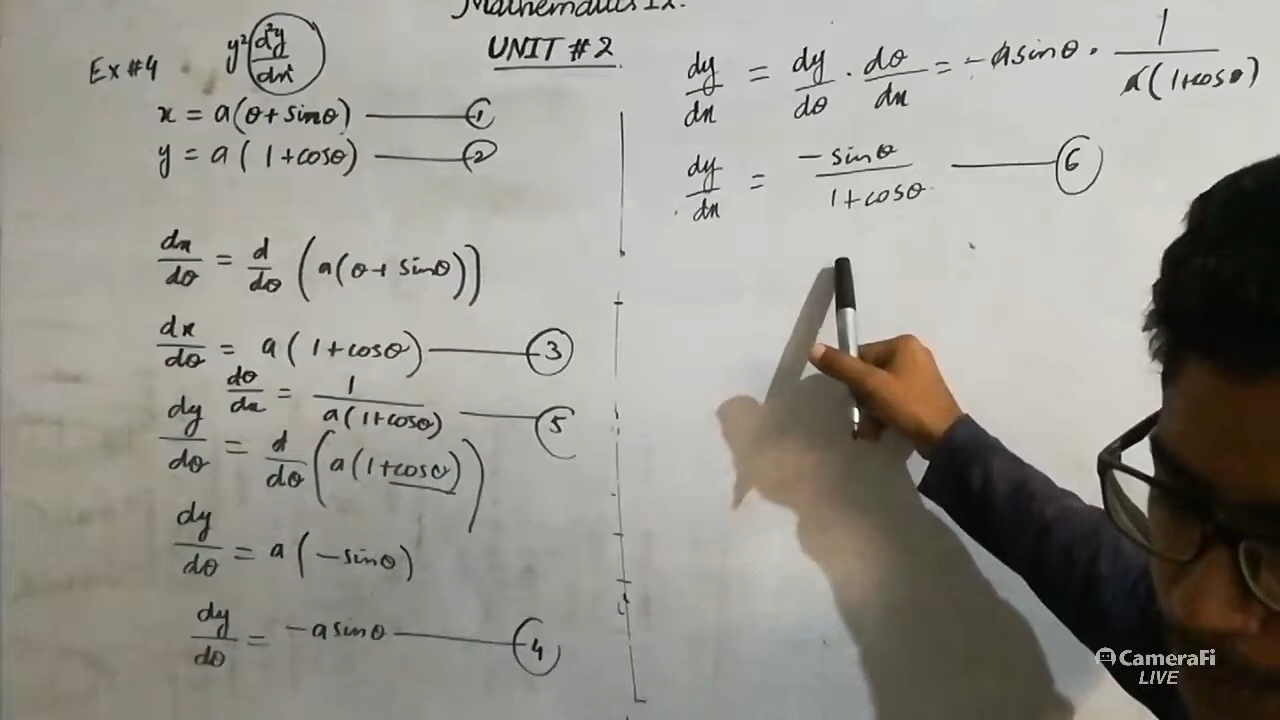 Mathematics IX.
UNIT #2
Ex #4
y² d²y/dx²
x = a(θ + sinθ) ——— ①
y = a(1+cosθ) ——— ②
dx/dθ = d/dθ (a(θ + sinθ))
dx/dθ = a(1+cosθ) ——— ③
dθ/dx = 1/a(1+cosθ) ——— ⑤
dy/dθ = d/dθ (a(1+cosθ))
dy/dθ = a(-sinθ)
dy/dθ = -a sinθ ——— ④
dy/dx = dy/dθ · dθ/dx = -a sinθ · 1/a(1+cosθ)
dy/dx = -sinθ/1+cosθ ——— ⑥
CameraFi
LIVE